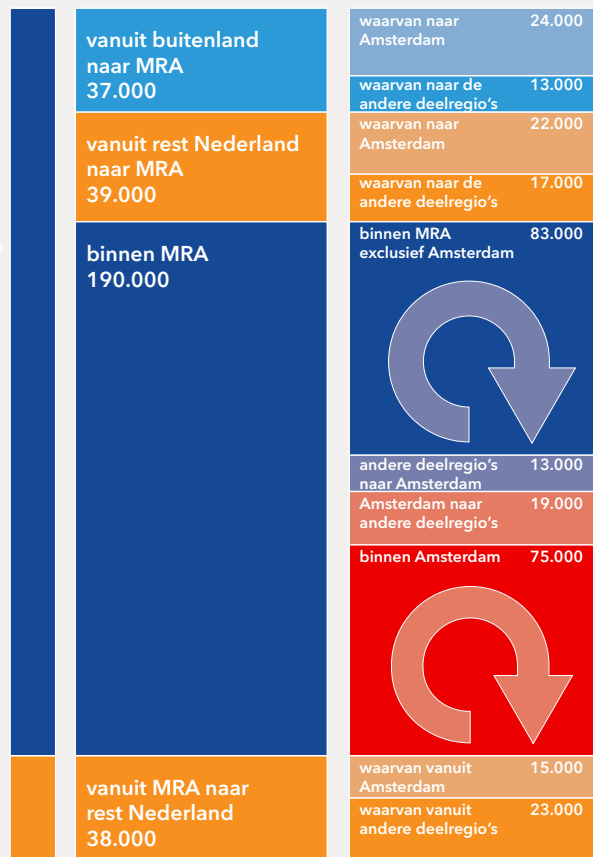 vanuit buitenland
naar MRA
37.000
waarvan naar 24.000
Amsterdam
waarvan naar de 13.000
andere deelregio's
vanuit rest Nederland
naar MRA
39.000
waarvan naar 22.000
Amsterdam
waarvan naar de 17.000
andere deelregio's
binnen MRA
190.000
binnen MRA 83.000
exclusief Amsterdam
andere deelregio's 13.000
naar Amsterdam
Amsterdam naar 19.000
andere deelregio's
binnen Amsterdam 75.000
vanuit MRA naar
rest Nederland
38.000
waarvan vanuit 15.000
Amsterdam
waarvan vanuit 23.000
andere deelregio's